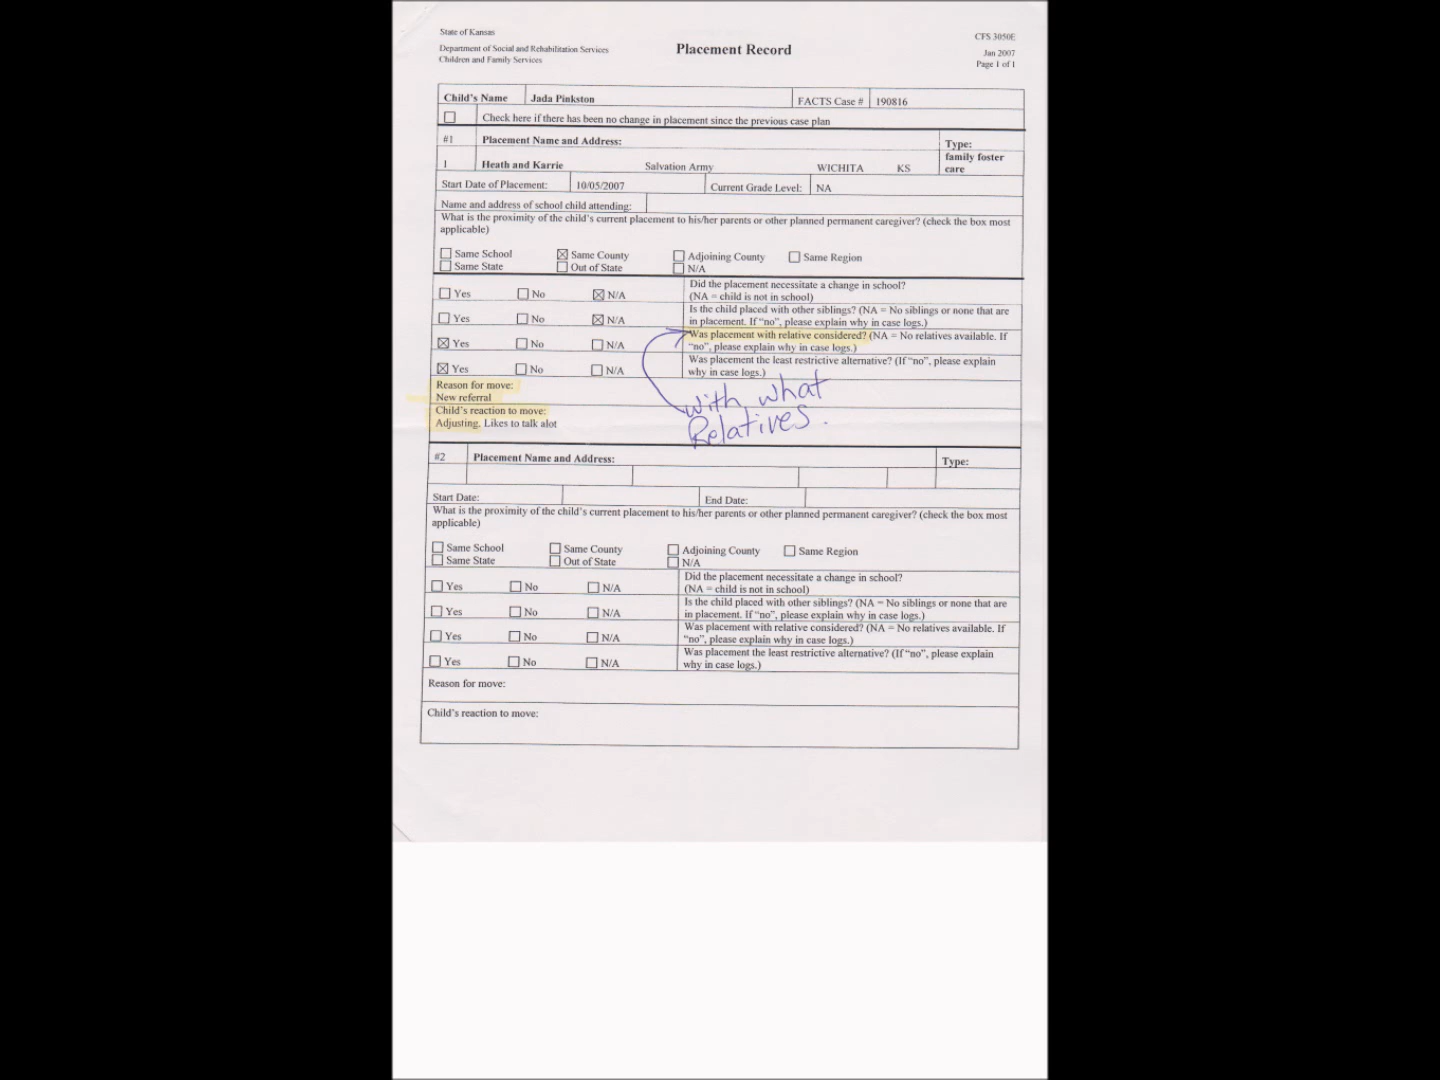 State of Kansas
Department of Social and Rehabilitation Services
Children and Family Services
Placement Record
CFS 3050E
Jan 2007
Page 1 of 1
Child's Name Jada Pinkston FACTS Case # 190816
Check here if there has been no change in placement since the previous case plan
#1 Placement Name and Address: Type:
1 Heath and Karrie Salvation Army WICHITA KS family foster
care
Start Date of Placement: 10/05/2007 Current Grade Level: NA
Name and address of school child attending:
What is the proximity of the child's current placement to his/her parents or other planned permanent caregiver? (check the box most
applicable)
☐ Same School ☒ Same County ☐ Adjoining County ☐ Same Region
☐ Same State ☐ Out of State ☐ N/A
☐ Yes ☐ No ☒ N/A Did the placement necessitate a change in school?
(NA = child is not in school)
☐ Yes ☐ No ☒ N/A Is the child placed with other siblings? (NA = No siblings or none that are
in placement. If "no", please explain why in case logs.)
☒ Yes ☐ No ☐ N/A Was placement with relative considered? (NA = No relatives available. If
"no", please explain why in case logs.)
☒ Yes ☐ No ☐ N/A Was placement the least restrictive alternative? (If "no", please explain
why in case logs.)
Reason for move:
New referral
Child's reaction to move:
Adjusting. Likes to talk alot
with what
Relatives.
#2 Placement Name and Address: Type:
Start Date: End Date:
What is the proximity of the child's current placement to his/her parents or other planned permanent caregiver? (check the box most
applicable)
☐ Same School ☐ Same County ☐ Adjoining County ☐ Same Region
☐ Same State ☐ Out of State ☐ N/A
☐ Yes ☐ No ☐ N/A Did the placement necessitate a change in school?
(NA = child is not in school)
☐ Yes ☐ No ☐ N/A Is the child placed with other siblings? (NA = No siblings or none that are
in placement. If "no", please explain why in case logs.)
☐ Yes ☐ No ☐ N/A Was placement with relative considered? (NA = No relatives available. If
"no", please explain why in case logs.)
☐ Yes ☐ No ☐ N/A Was placement the least restrictive alternative? (If "no", please explain
why in case logs.)
Reason for move:
Child's reaction to move: